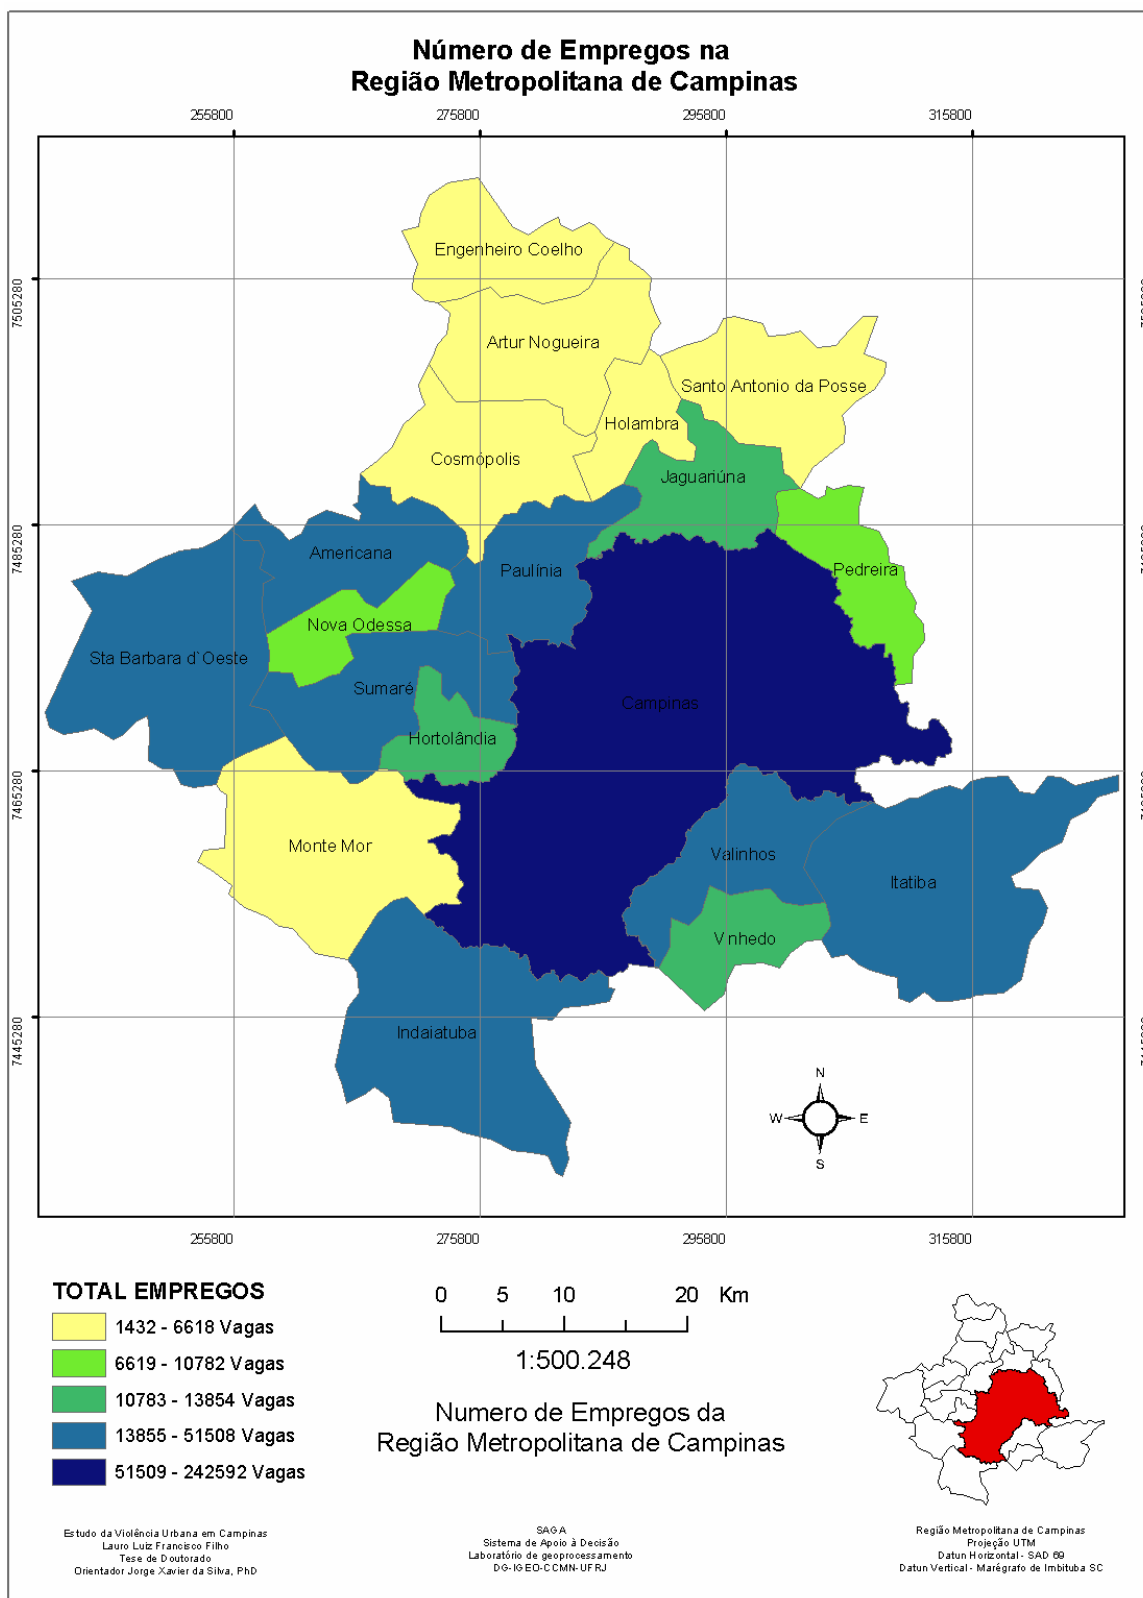 Número de Empregos na
Região Metropolitana de Campinas
255800 275800 295800 315800
Engenheiro Coelho
7505280
Artur Nogueira
Santo Antonio da Posse
Holambra
Cosmópolis
Jaguariúna
7485280
Americana
Paulínia
Pedreira
Nova Odessa
Sta Barbara d`Oeste
Sumaré
Campinas
Hortolândia
7465280
Monte Mor
Valinhos
Itatiba
Vinhedo
Indaiatuba
7445280
N
W E
S
255800 275800 295800 315800
TOTAL EMPREGOS
1432 - 6618 Vagas
6619 - 10782 Vagas
10783 - 13854 Vagas
13855 - 51508 Vagas
51509 - 242592 Vagas
0 5 10 20 Km
1:500.248
Numero de Empregos da
Região Metropolitana de Campinas
Estudo da Violência Urbana em Campinas
Lauro Luiz Francisco Filho
Tese de Doutorado
Orientador Jorge Xavier da Silva, PhD
SAGA
Sistema de Apoio à Decisão
Laboratório de geoprocessamento
DG-IGEO-CCMN-UFRJ
Região Metropolitana de Campinas
Projeção UTM
Datun Horizontal - SAD 69
Datun Vertical - Marégrafo de Imbituba SC